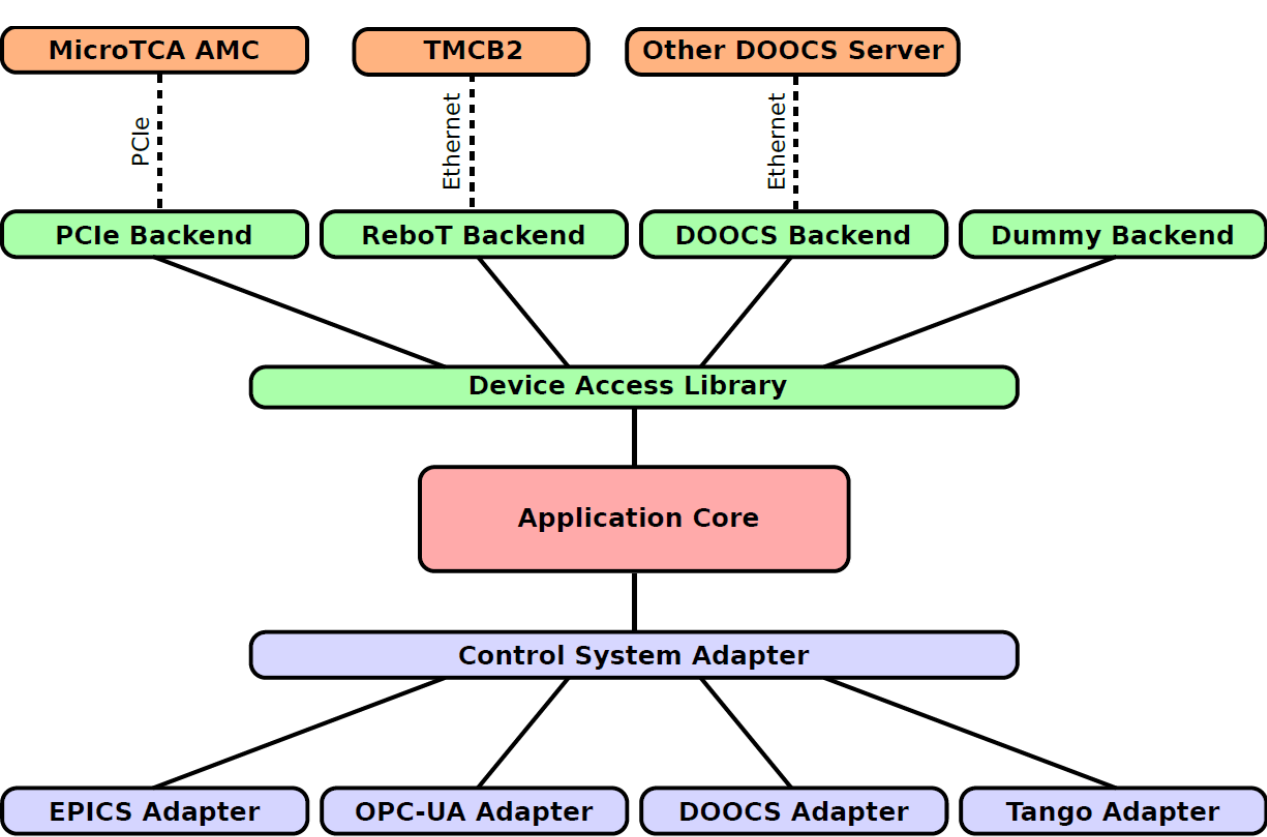 MicroTCA AMC
TMCB2
Other DOOCS Server
PCIe
Ethernet
Ethernet
PCIe Backend
ReboT Backend
DOOCS Backend
Dummy Backend
Device Access Library
Application Core
Control System Adapter
EPICS Adapter
OPC-UA Adapter
DOOCS Adapter
Tango Adapter